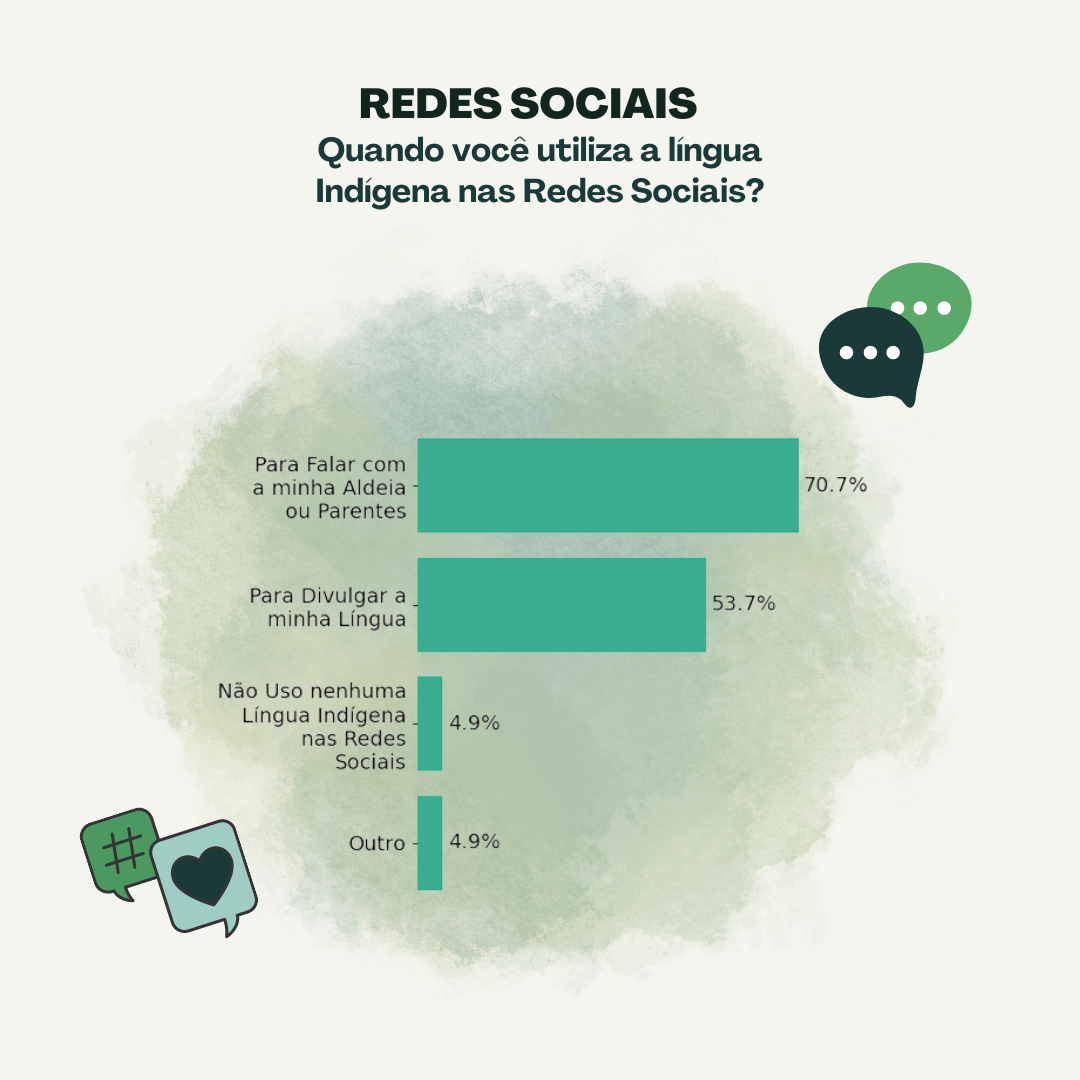 REDES SOCIAIS
Quando você utiliza a língua
Indígena nas Redes Sociais?
Para Falar com
a minha Aldeia
ou Parentes
70.7%
Para Divulgar a
minha Língua
53.7%
Não Uso nenhuma
Língua Indígena
nas Redes
Sociais
4.9%
Outro
4.9%
#